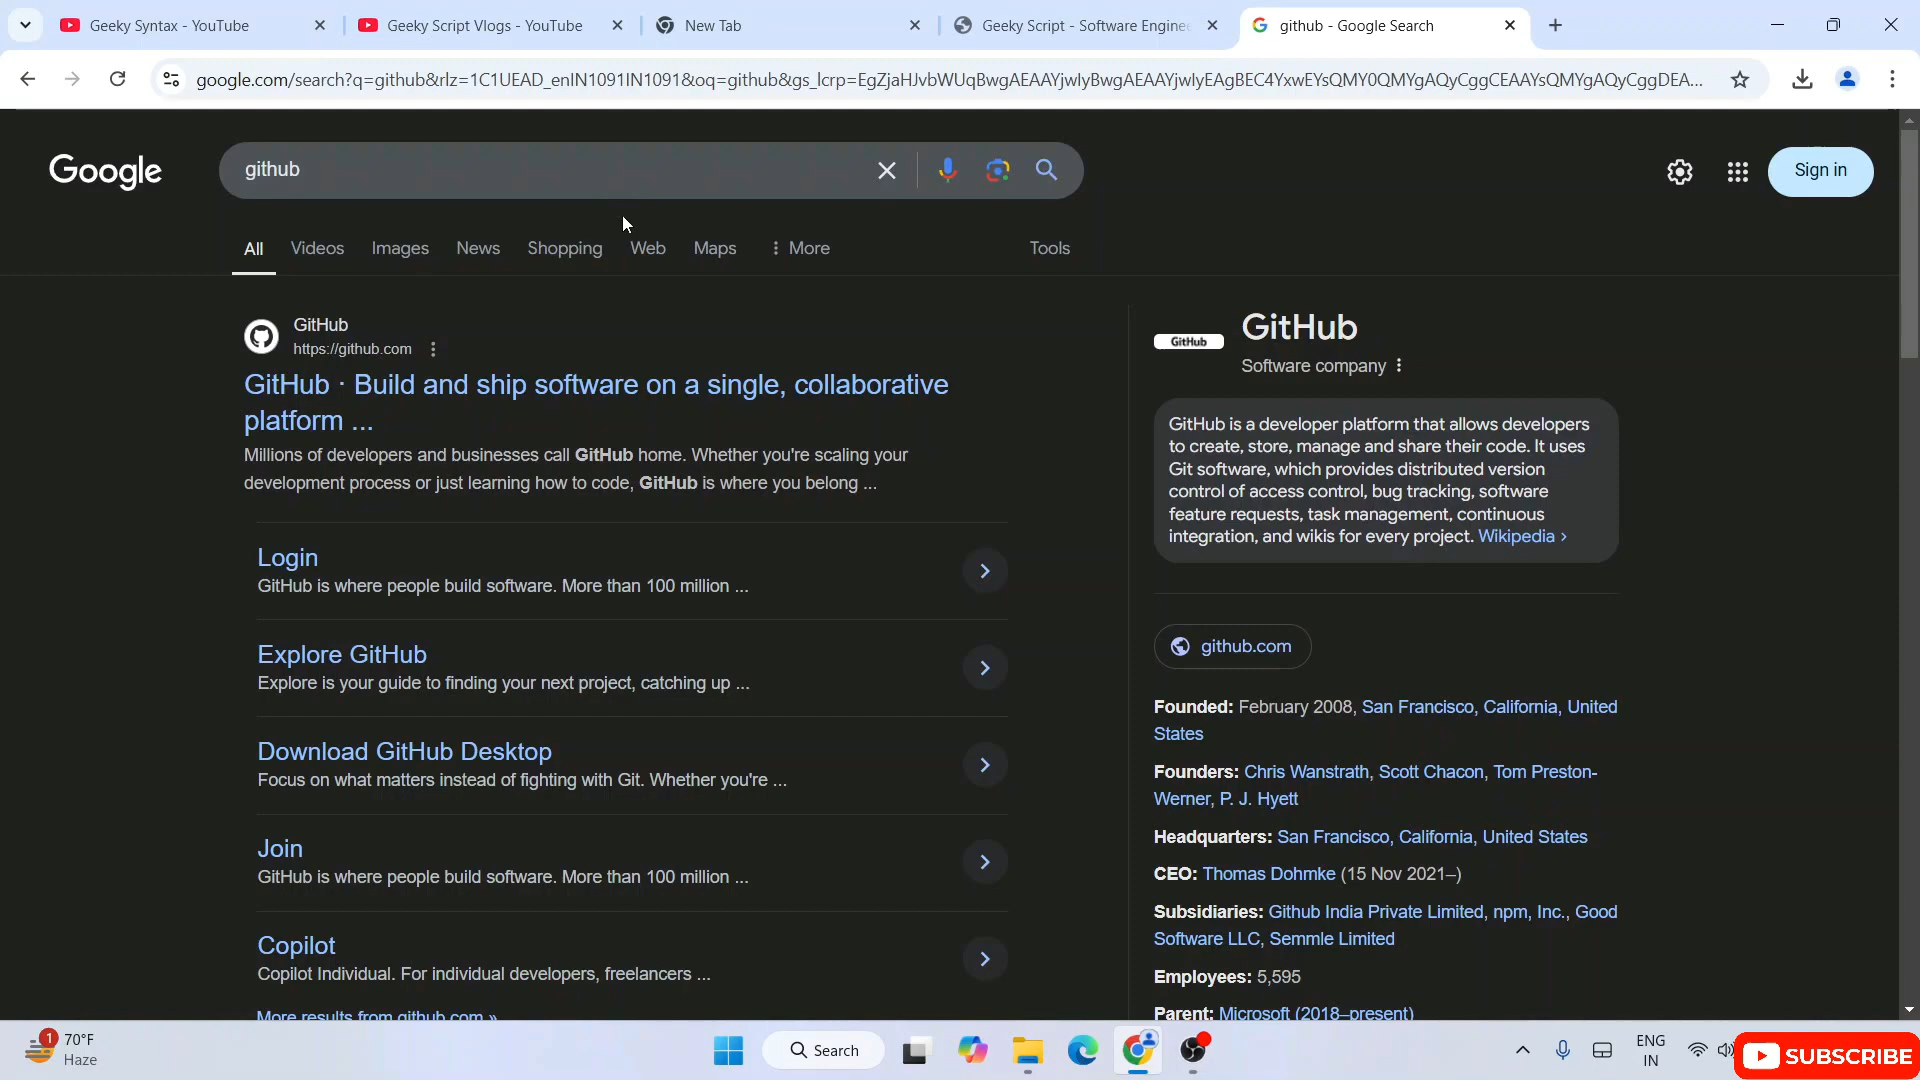 Geeky Syntax - YouTube
Geeky Script Vlogs - YouTube
New Tab
Geeky Script - Software Enginee
github - Google Search
google.com/search?q=github&rlz=1C1UEAD_enIN1091IN1091&oq=github&gs_lcrp=EgZjaHJvbWUqBwgAEAAYjwIyBwgAEAAYjwIyEAgBEC4YxwEYsQMY0QMYgAQyCggCEAAYsQMYgAQyCggDEA...
Google
github
Sign in
All
Videos
Images
News
Shopping
Web
Maps
More
Tools
GitHub
https://github.com
GitHub · Build and ship software on a single, collaborative
platform ...
Millions of developers and businesses call GitHub home. Whether you're scaling your
development process or just learning how to code, GitHub is where you belong ...
Login
GitHub is where people build software. More than 100 million ...
Explore GitHub
Explore is your guide to finding your next project, catching up ...
Download GitHub Desktop
Focus on what matters instead of fighting with Git. Whether you're ...
Join
GitHub is where people build software. More than 100 million ...
Copilot
Copilot Individual. For individual developers, freelancers ...
More results from github.com »
GitHub
GitHub
Software company
GitHub is a developer platform that allows developers
to create, store, manage and share their code. It uses
Git software, which provides distributed version
control of access control, bug tracking, software
feature requests, task management, continuous
integration, and wikis for every project. Wikipedia ›
github.com
Founded: February 2008, San Francisco, California, United
States
Founders: Chris Wanstrath, Scott Chacon, Tom Preston-
Werner, P. J. Hyett
Headquarters: San Francisco, California, United States
CEO: Thomas Dohmke (15 Nov 2021–)
Subsidiaries: Github India Private Limited, npm, Inc., Good
Software LLC, Semmle Limited
Employees: 5,595
Parent: Microsoft (2018–present)
1
70°F
Haze
Search
ENG
IN
SUBSCRIBE